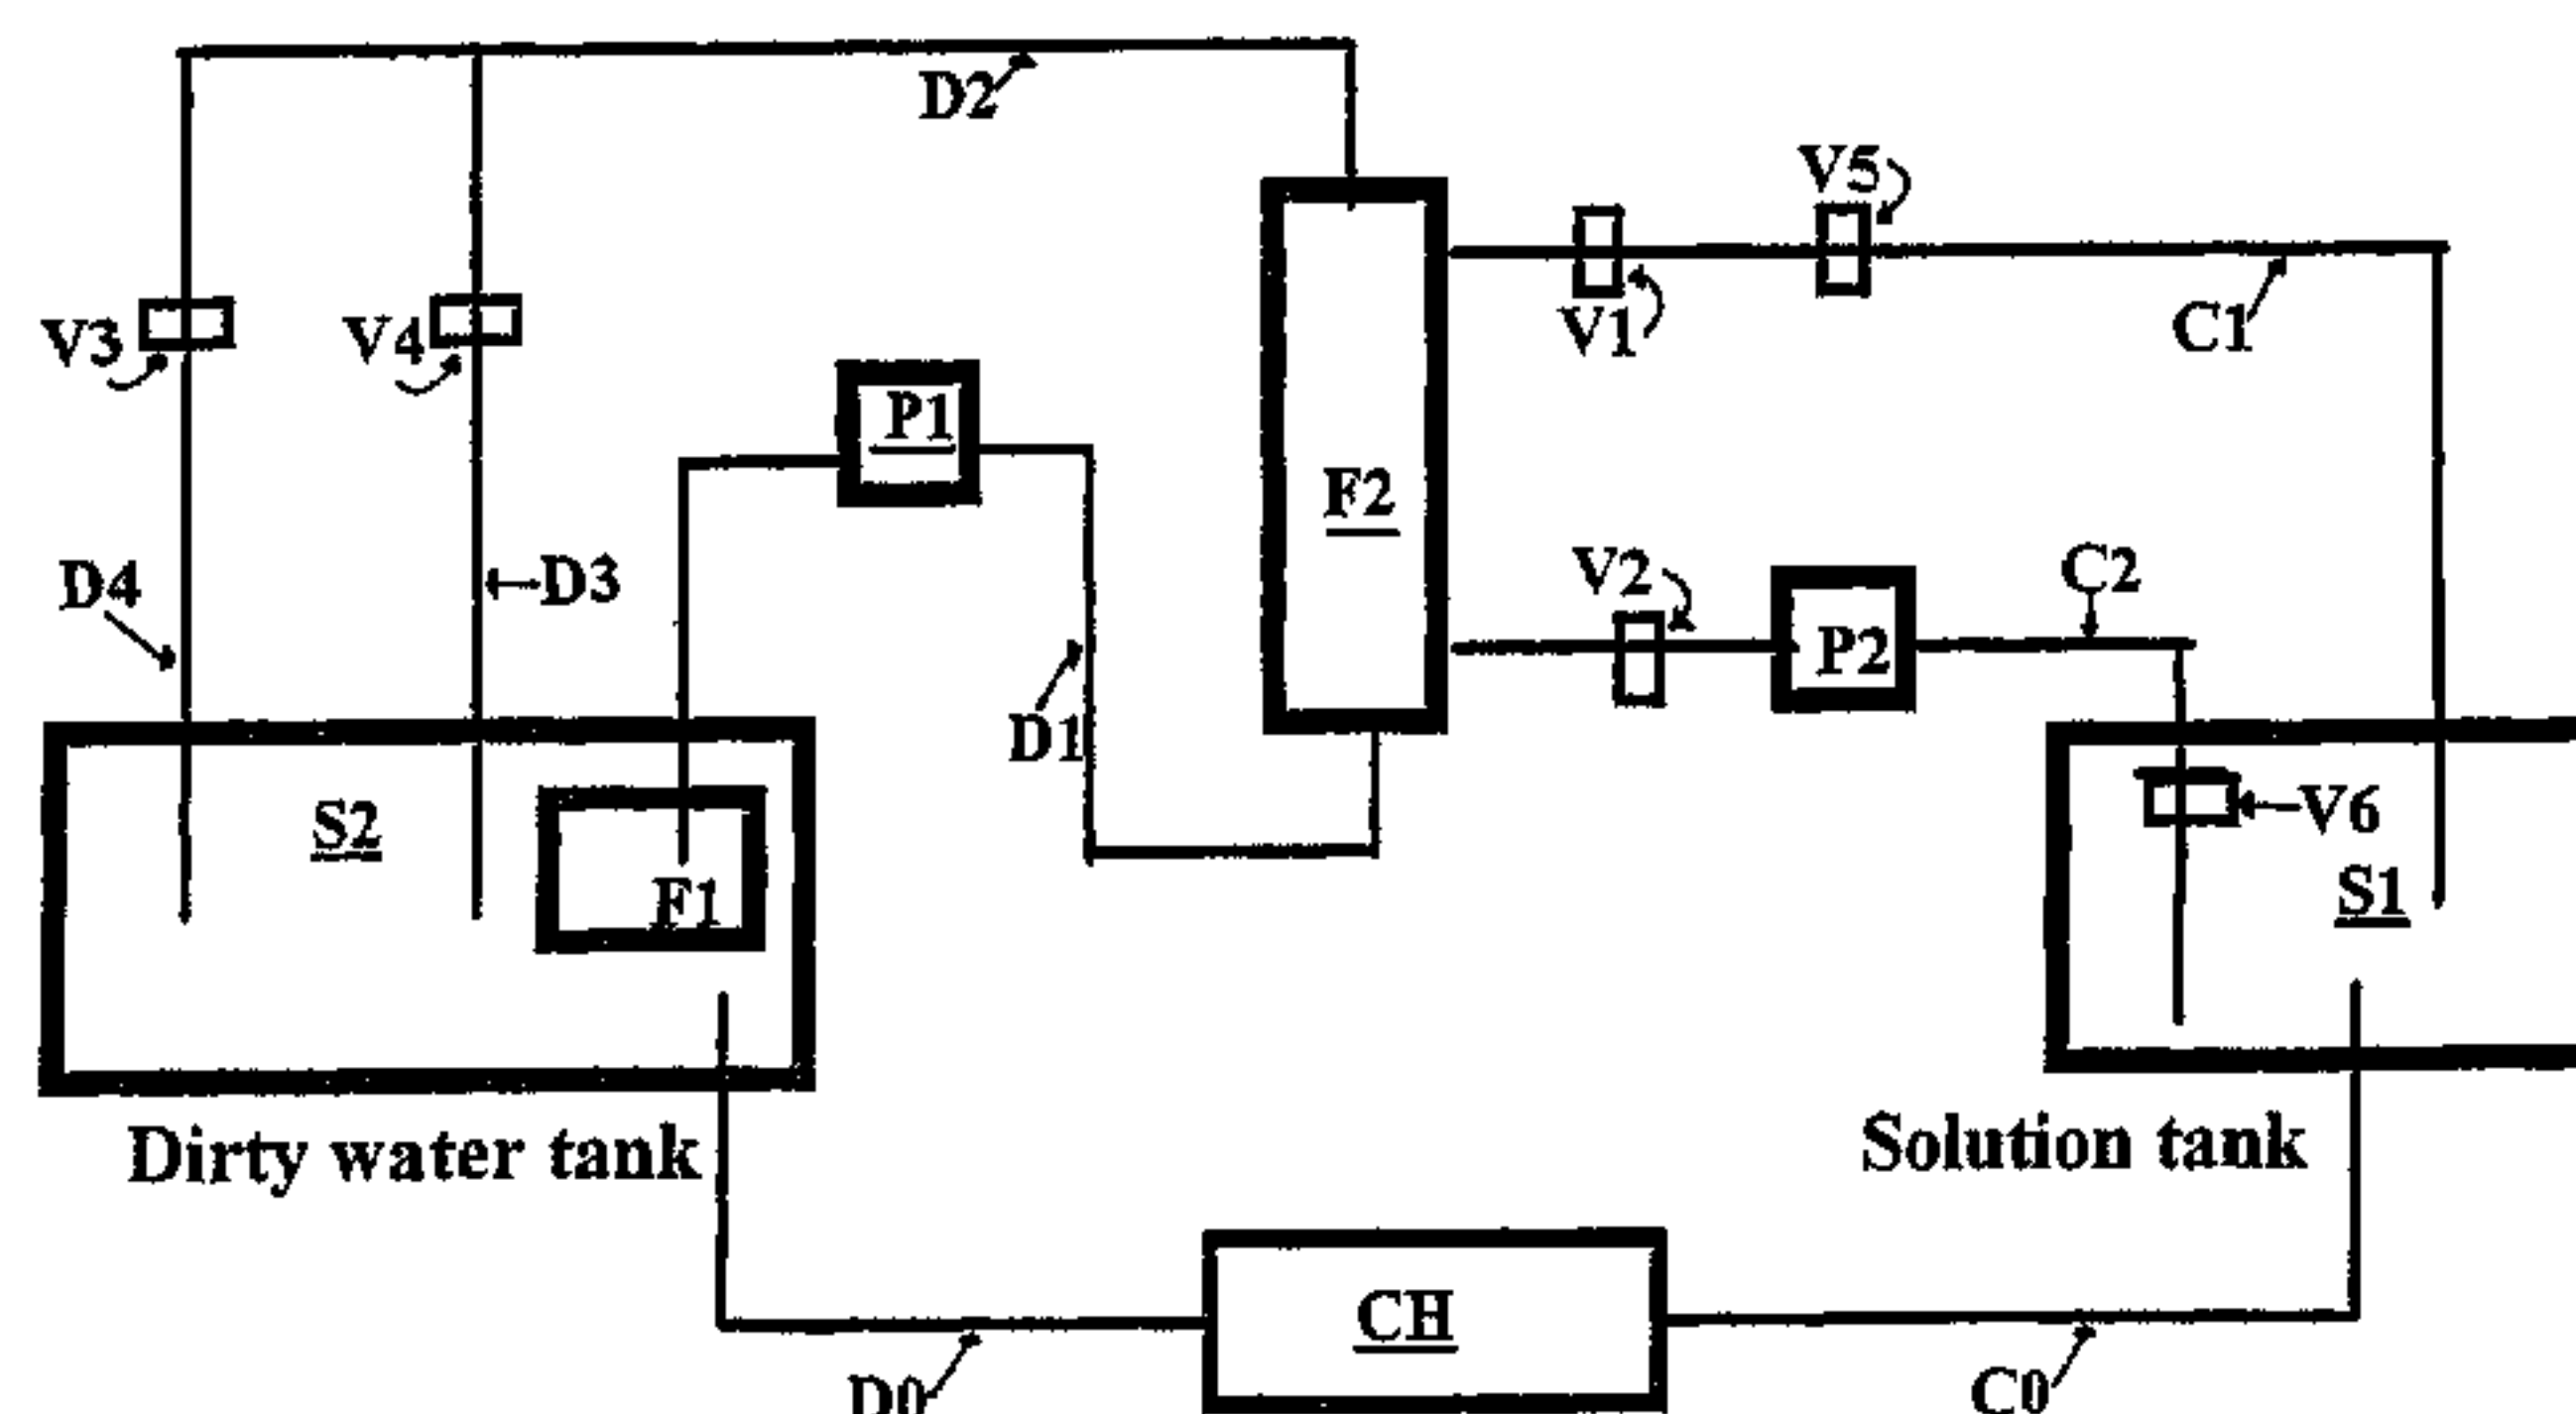 D2
V5
V1
C1
V3
V4
P1
F2
V2
C2
P2
D4
D3
D1
S2
F1
V6
S1
Dirty water tank
Solution tank
CH
D0
C0